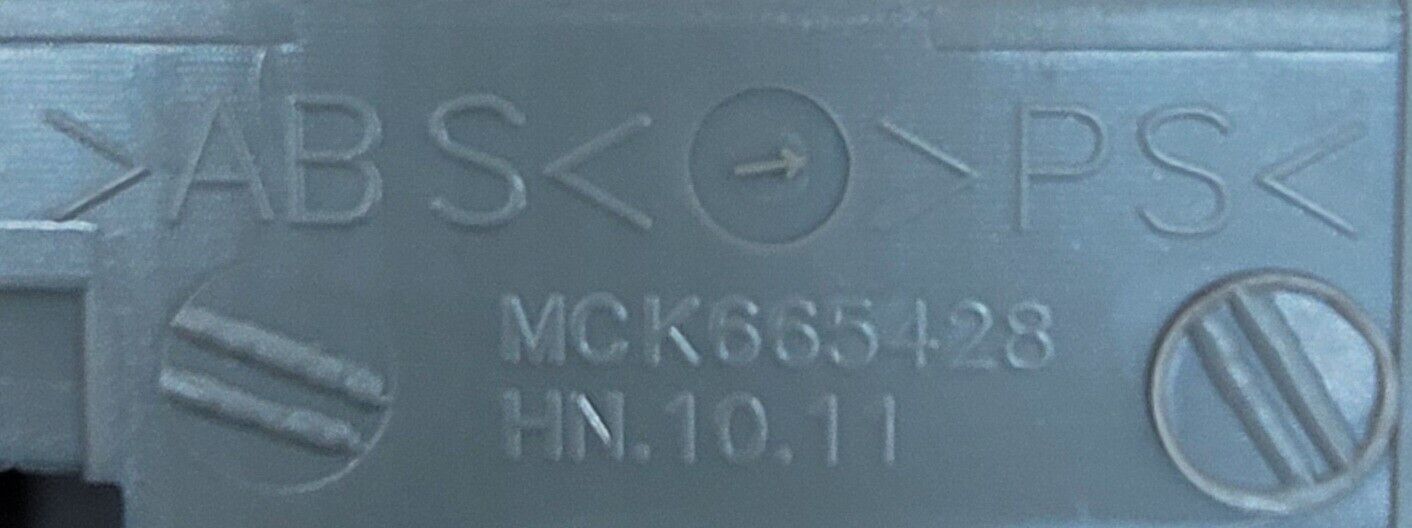 >ABS< >PS<
MCK665428
HN.10.11